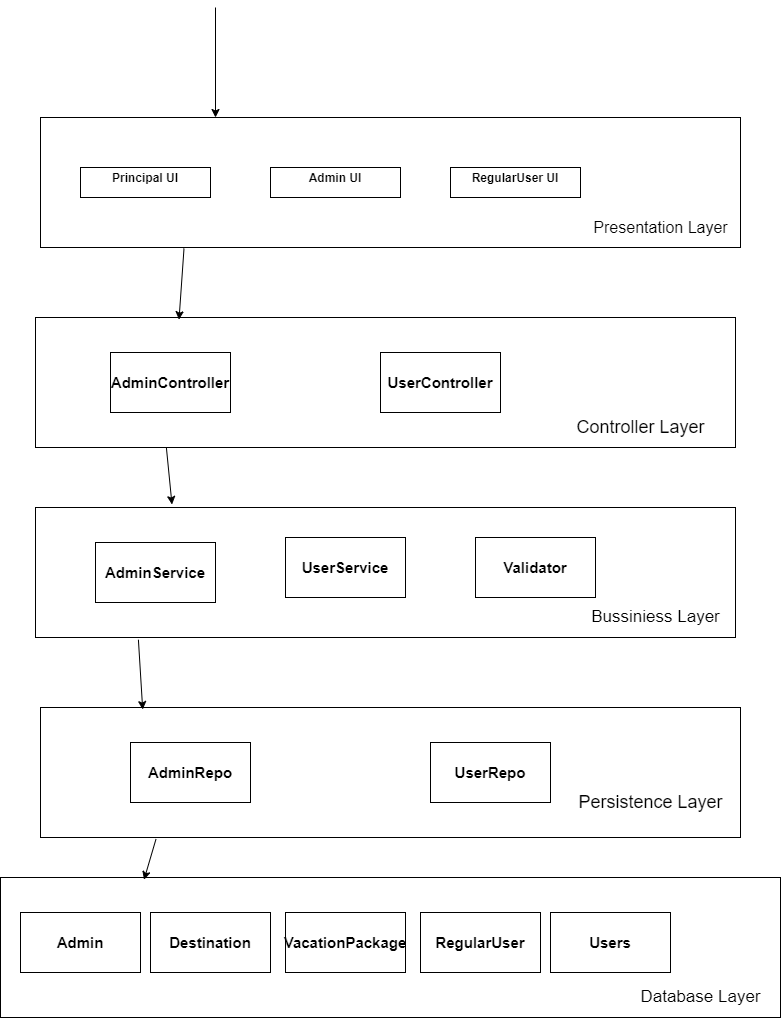 Principal UI
Admin UI
RegularUser UI
Presentation Layer
AdminController
UserController
Controller Layer
AdminService
UserService
Validator
Bussiniess Layer
AdminRepo
UserRepo
Persistence Layer
Admin
Destination
VacationPackage
RegularUser
Users
Database Layer